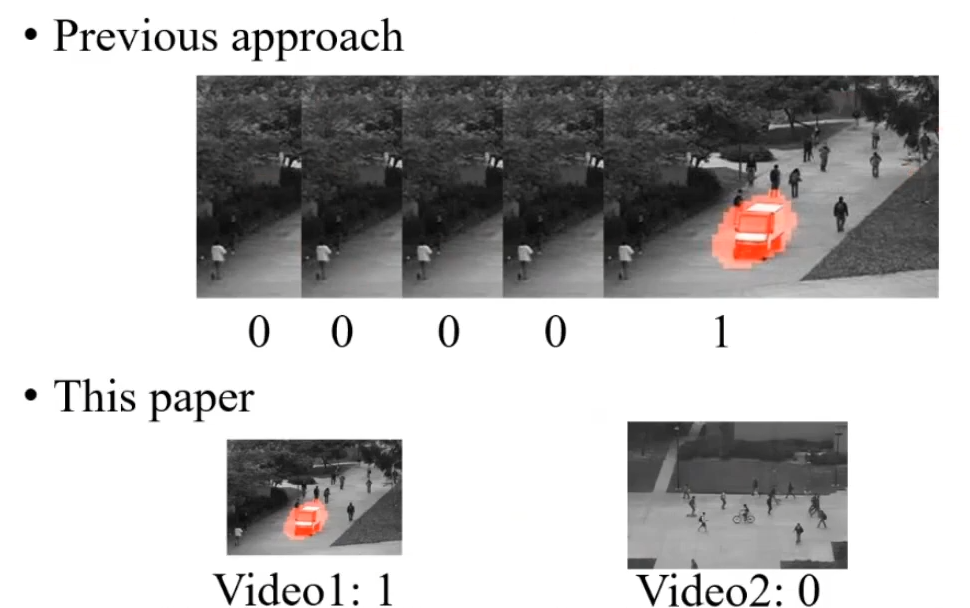 • Previous approach
0 0 0 0 1
• This paper
Video1: 1 Video2: 0